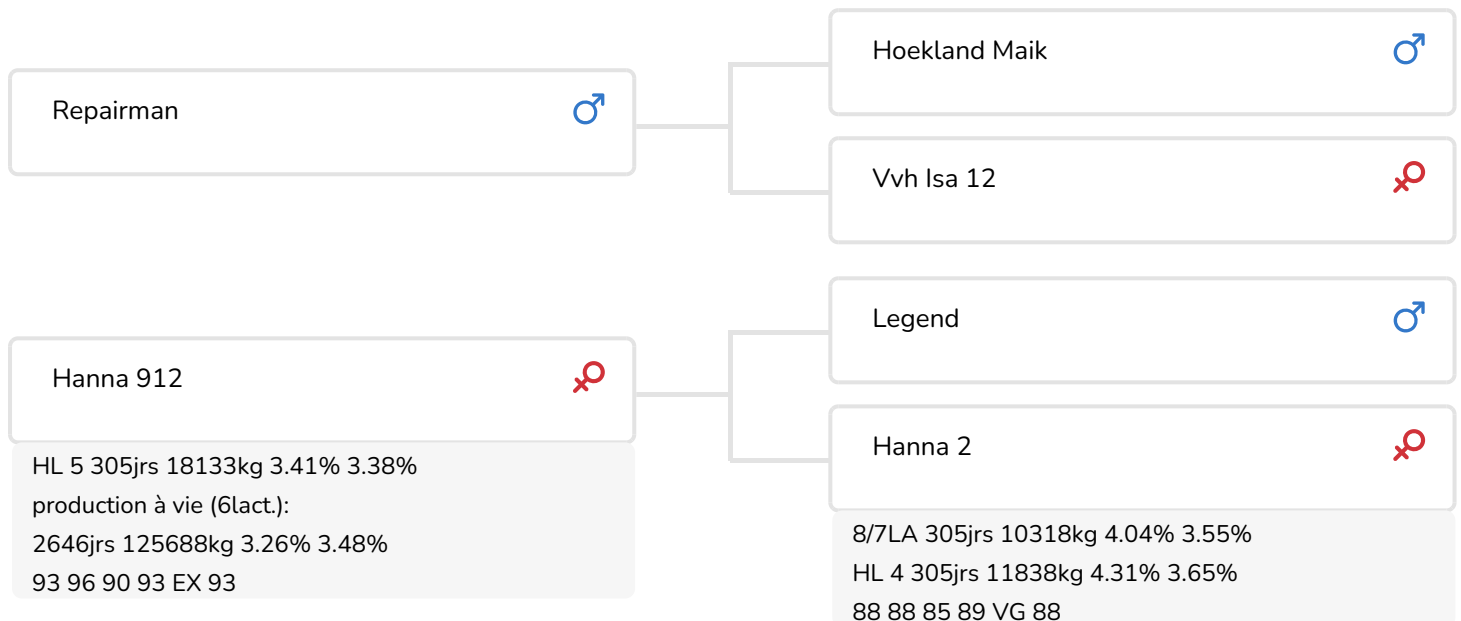 Repairman
Hoekland Maik
Vvh Isa 12
Hanna 912
HL 5 305jrs 18133kg 3.41% 3.38%
production à vie (6lact.):
2646jrs 125688kg 3.26% 3.48%
93 96 90 93 EX 93
Legend
Hanna 2
8/7LA 305jrs 10318kg 4.04% 3.55%
HL 4 305jrs 11838kg 4.31% 3.65%
88 88 85 89 VG 88